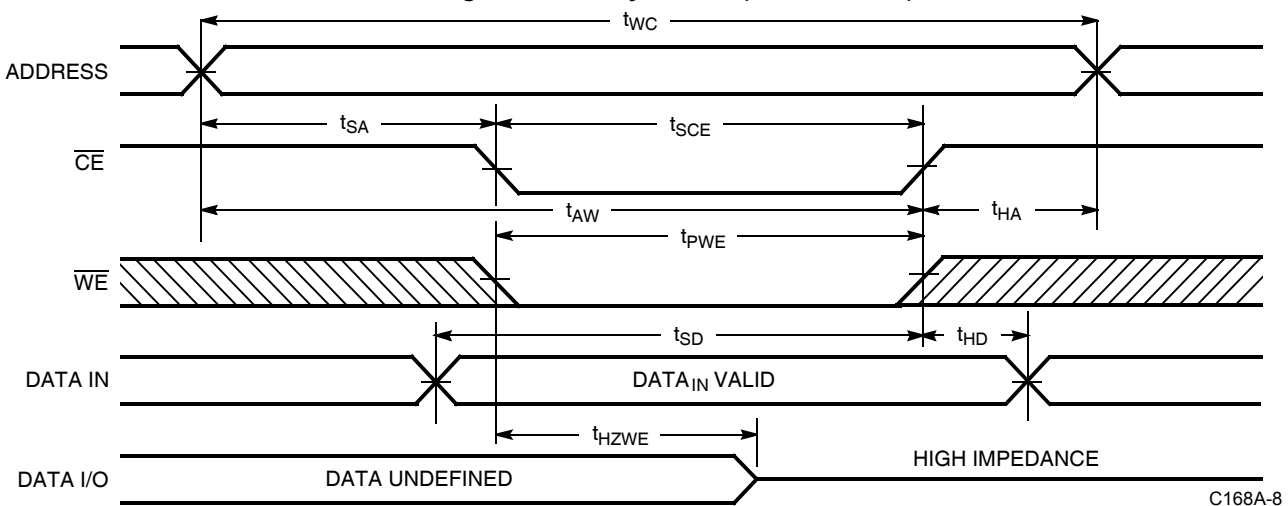 tWC
ADDRESS
tSA
tSCE
CE
tAW
tHA
tPWE
WE
tSD
tHD
DATA IN
DATAIN VALID
tHZWE
DATA I/O
DATA UNDEFINED
HIGH IMPEDANCE
C168A-8